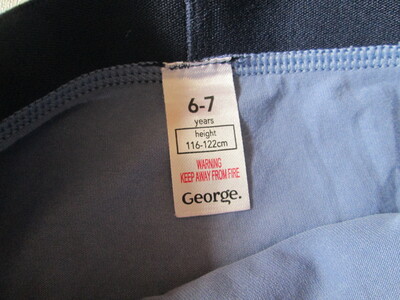 6-7
years
height
116-122cm
WARNING
KEEP AWAY FROM FIRE
George.